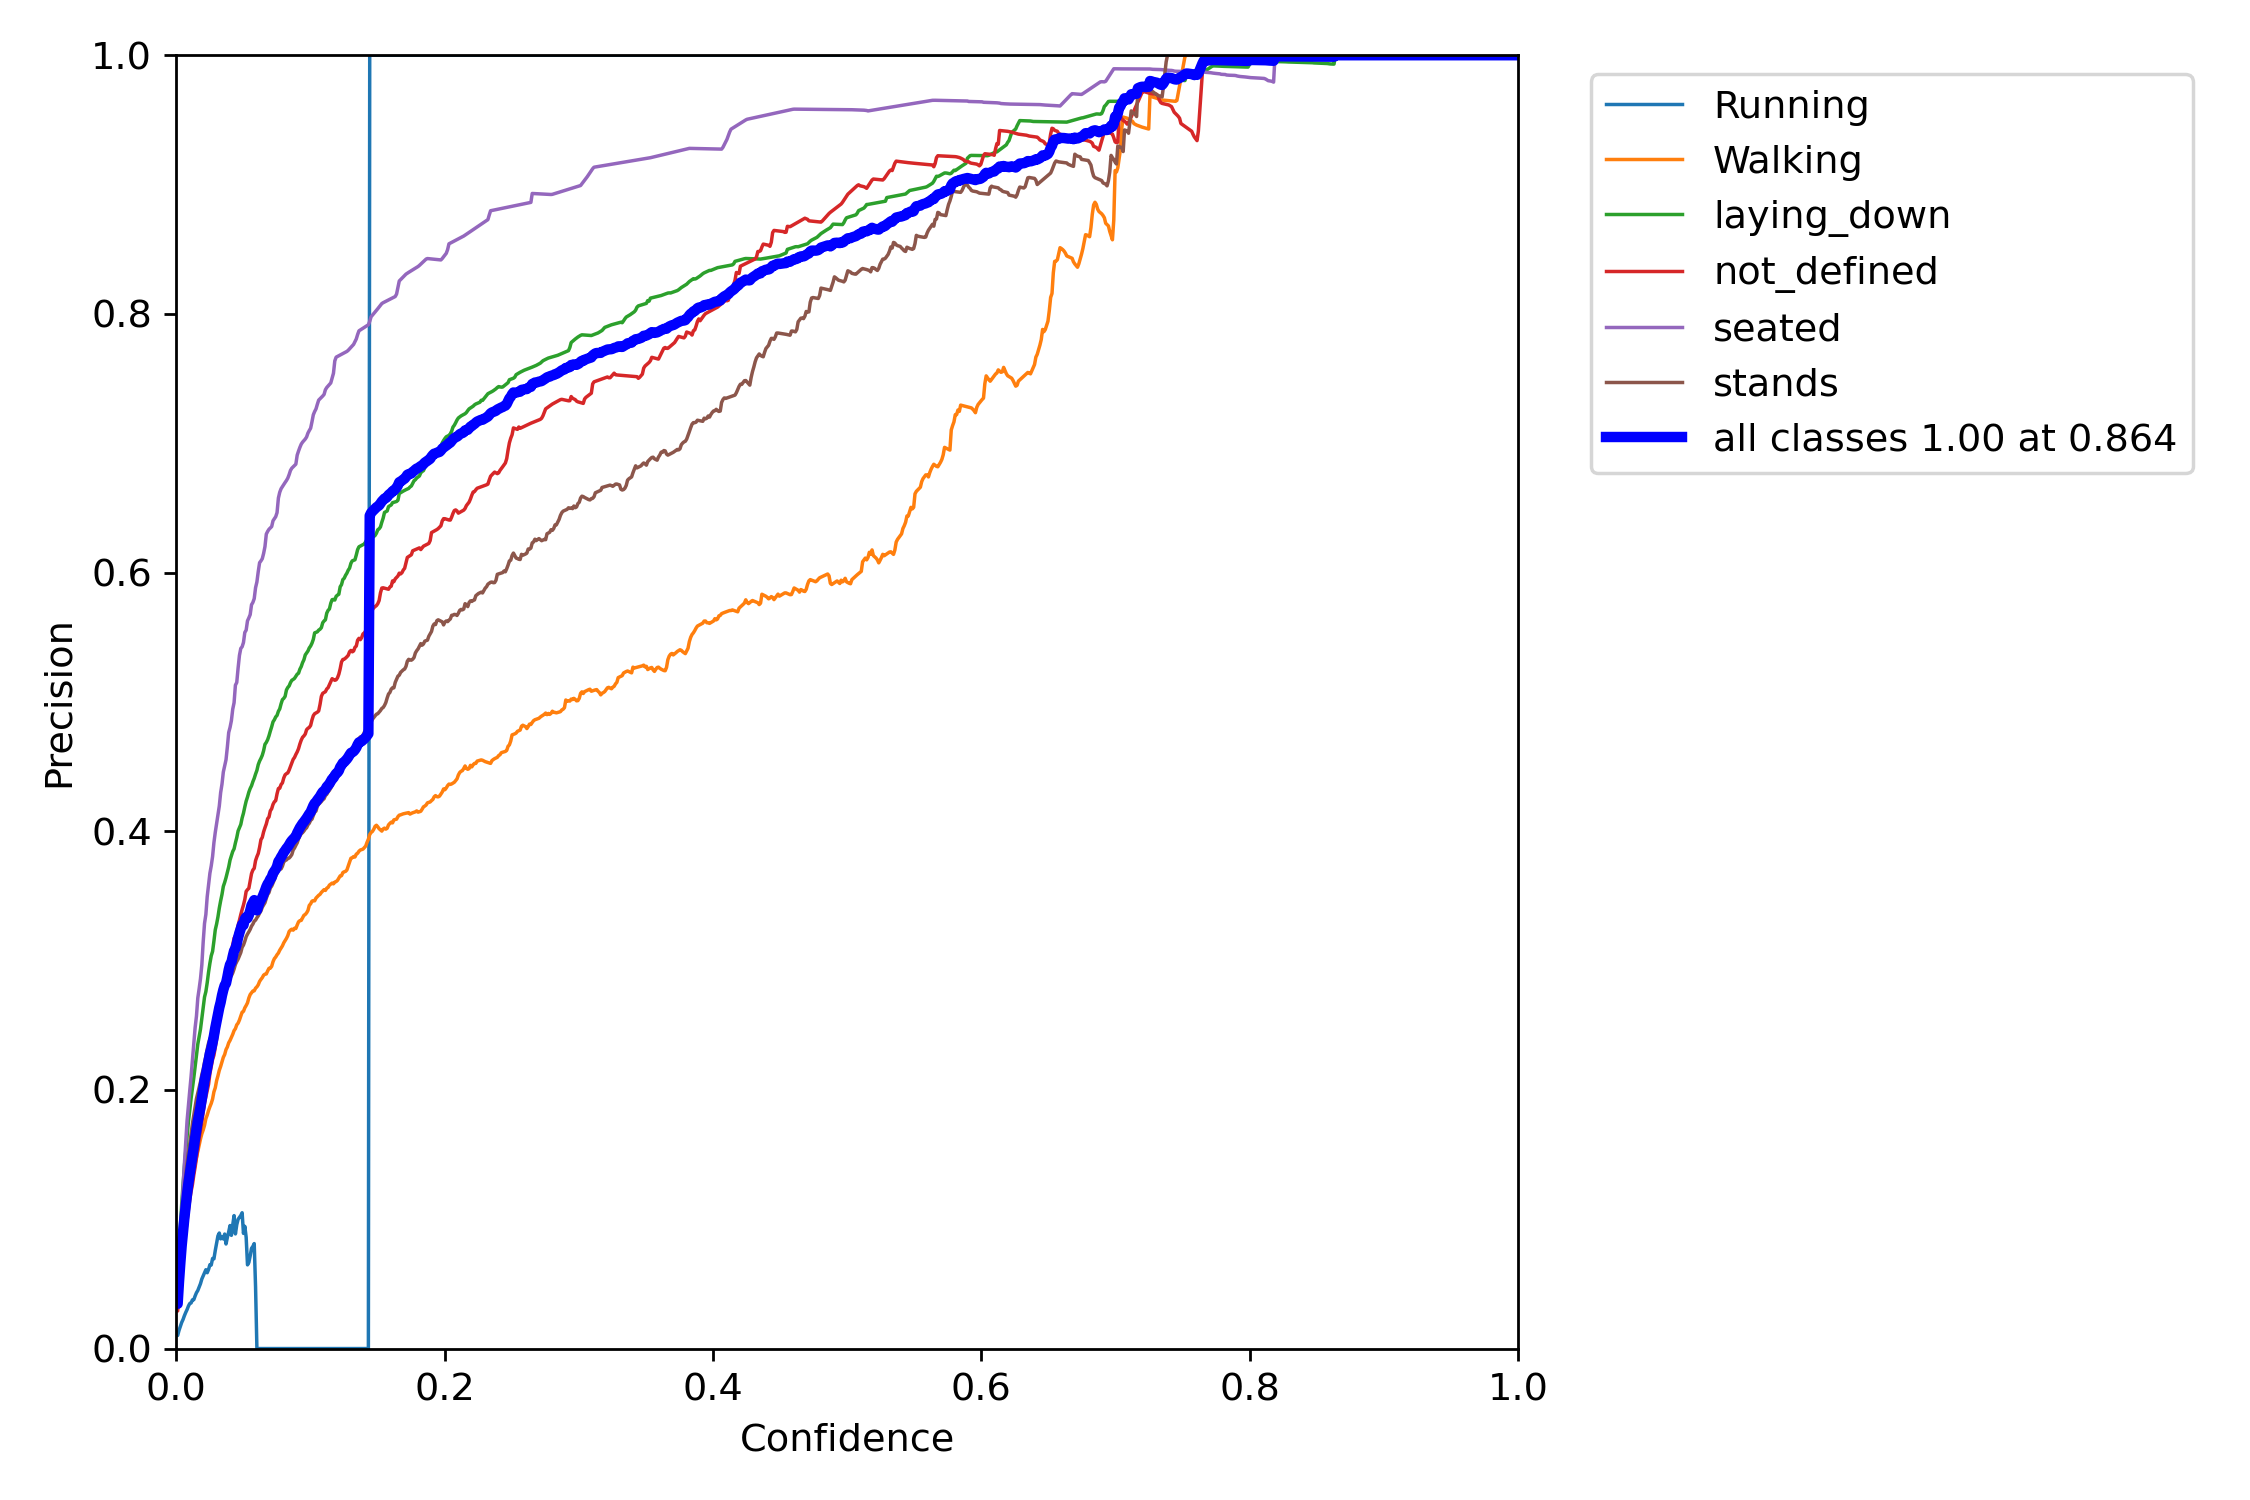 1.0
0.8
0.6
0.4
0.2
0.0
Precision
0.0 0.2 0.4 0.6 0.8 1.0
Confidence
Running
Walking
laying_down
not_defined
seated
stands
all classes 1.00 at 0.864